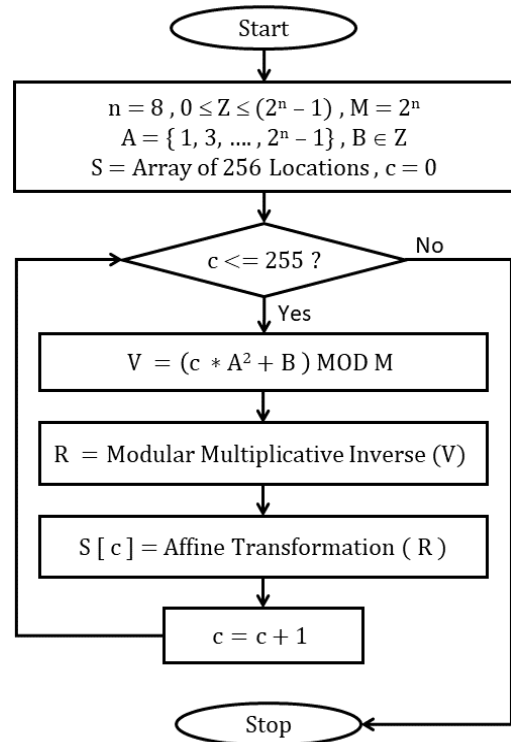 Start
n = 8 , 0 ≤ Z ≤ (2ⁿ – 1) , M = 2ⁿ
A = { 1, 3, …. , 2ⁿ – 1} , B ∈ Z
S = Array of 256 Locations , c = 0
c <= 255 ?
No
Yes
V = (c * A² + B ) MOD M
R = Modular Multiplicative Inverse (V)
S [ c ] = Affine Transformation ( R )
c = c + 1
Stop